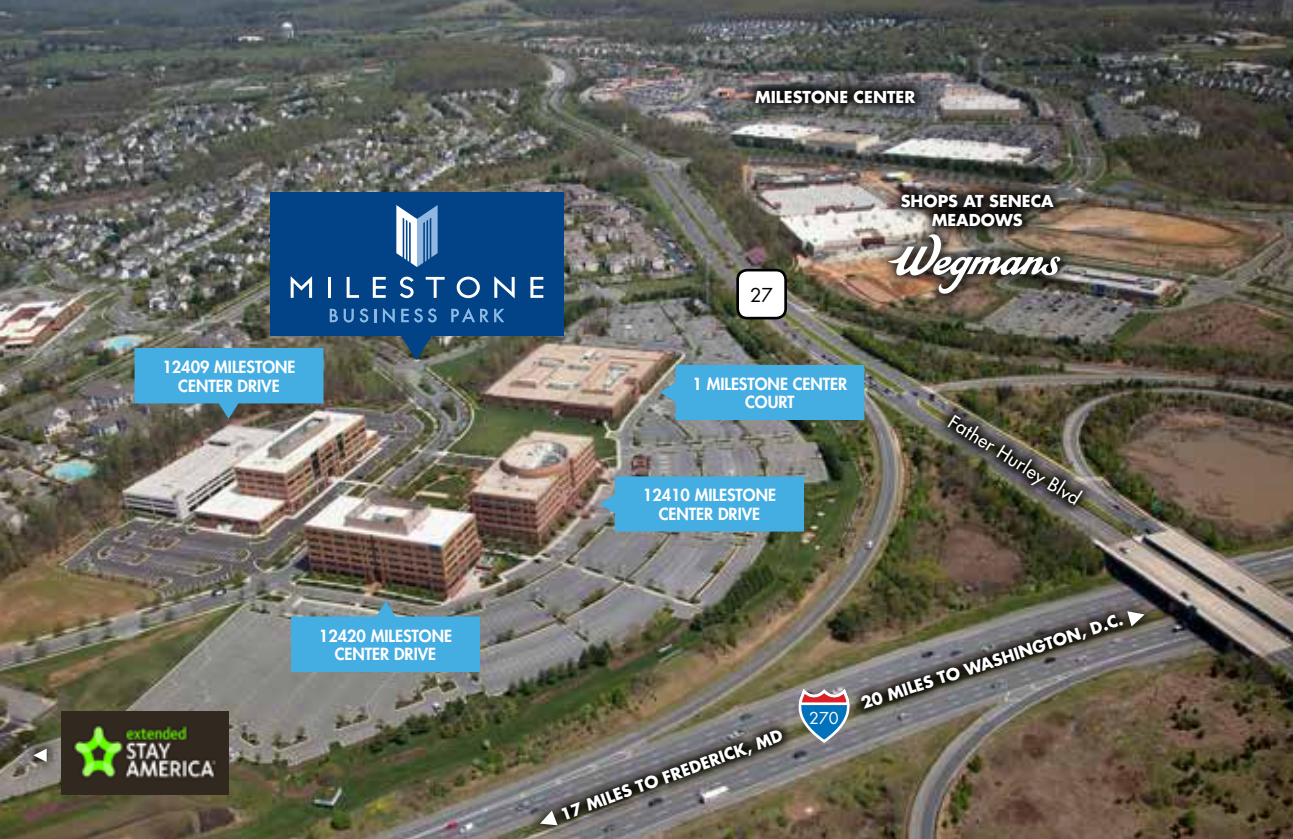 MILESTONE CENTER
SHOPS AT SENECA
MEADOWS
Wegmans
MILESTONE
BUSINESS PARK
27
12409 MILESTONE
CENTER DRIVE
1 MILESTONE CENTER
COURT
Father Hurley Blvd
12410 MILESTONE
CENTER DRIVE
12420 MILESTONE
CENTER DRIVE
20 MILES TO WASHINGTON, D.C.
270
17 MILES TO FREDERICK, MD
extended
STAY
AMERICA